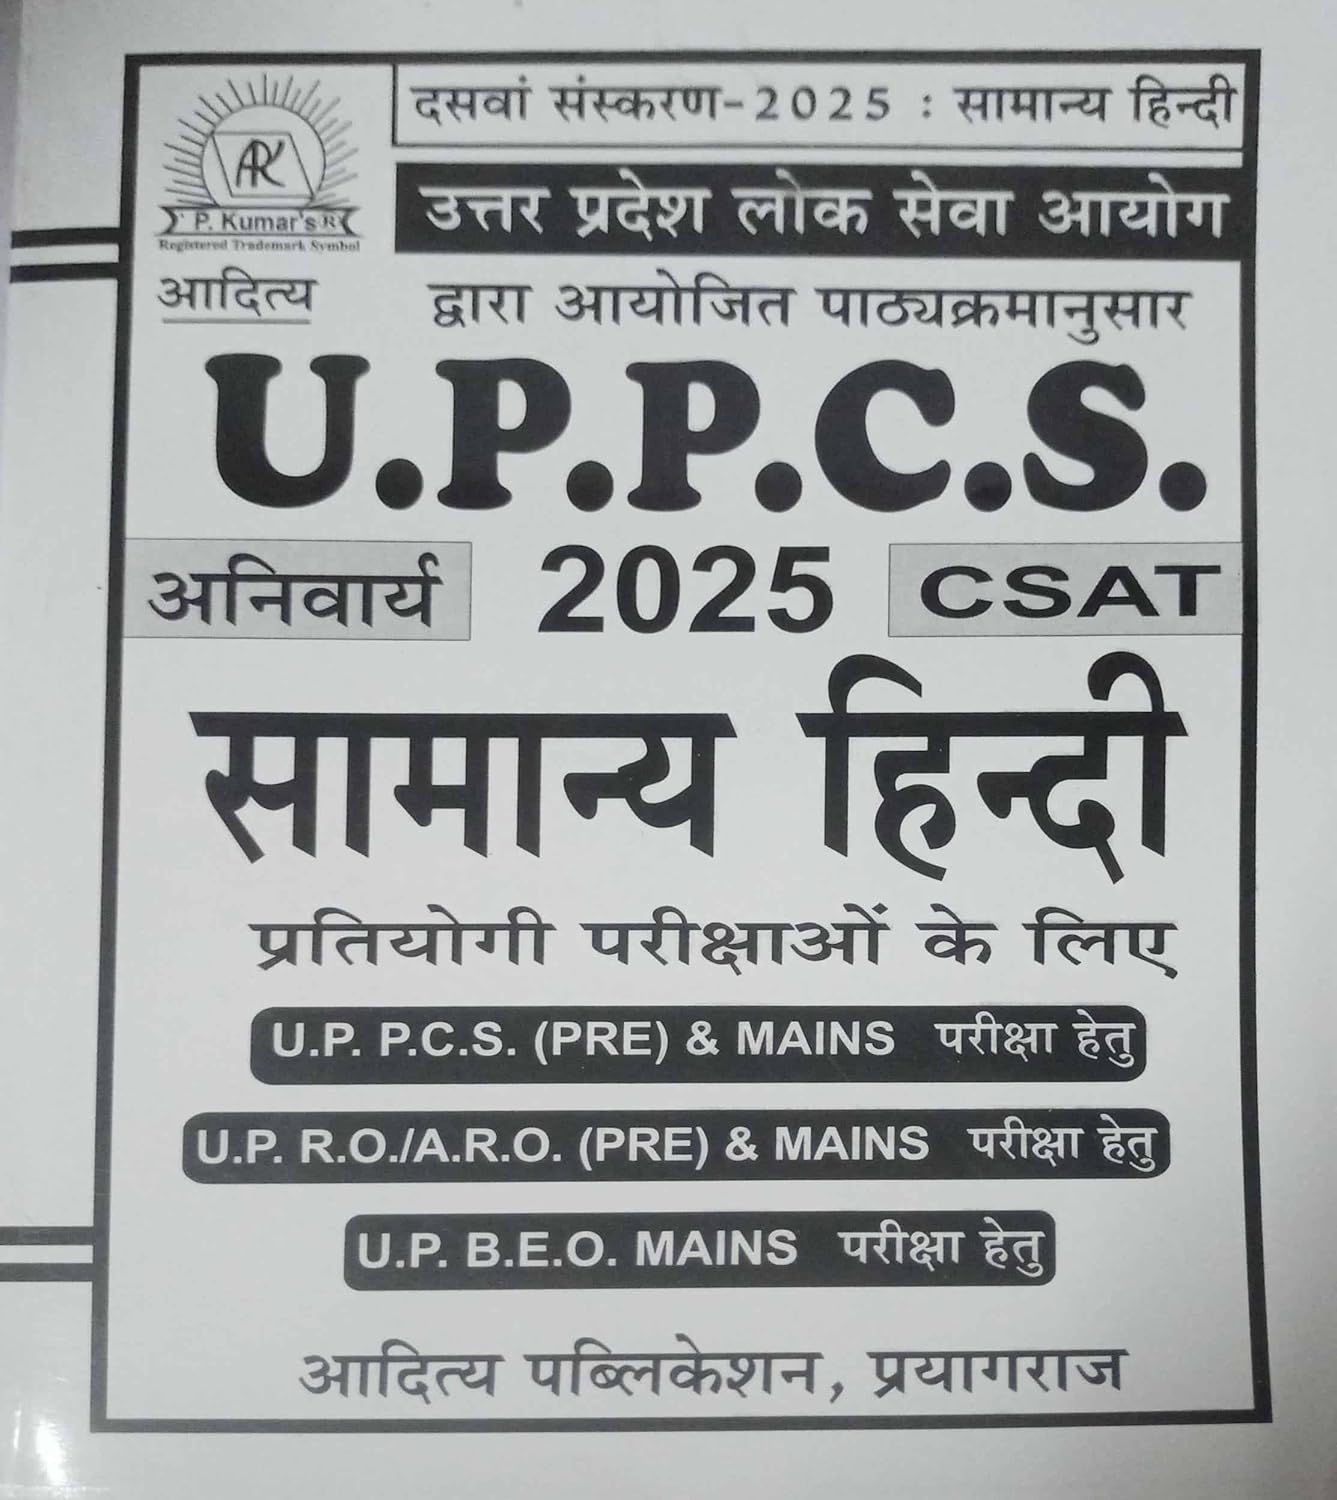 दसवां संस्करण-2025 : सामान्य हिन्दी
APK
P. Kumar's R
Registered Trademark Symbol
आदित्य
उत्तर प्रदेश लोक सेवा आयोग
द्वारा आयोजित पाठ्यक्रमानुसार
U.P.P.C.S.
अनिवार्य 2025 CSAT
सामान्य हिन्दी
प्रतियोगी परीक्षाओं के लिए
U.P. P.C.S. (PRE) & MAINS परीक्षा हेतु
U.P. R.O./A.R.O. (PRE) & MAINS परीक्षा हेतु
U.P. B.E.O. MAINS परीक्षा हेतु
आदित्य पब्लिकेशन, प्रयागराज